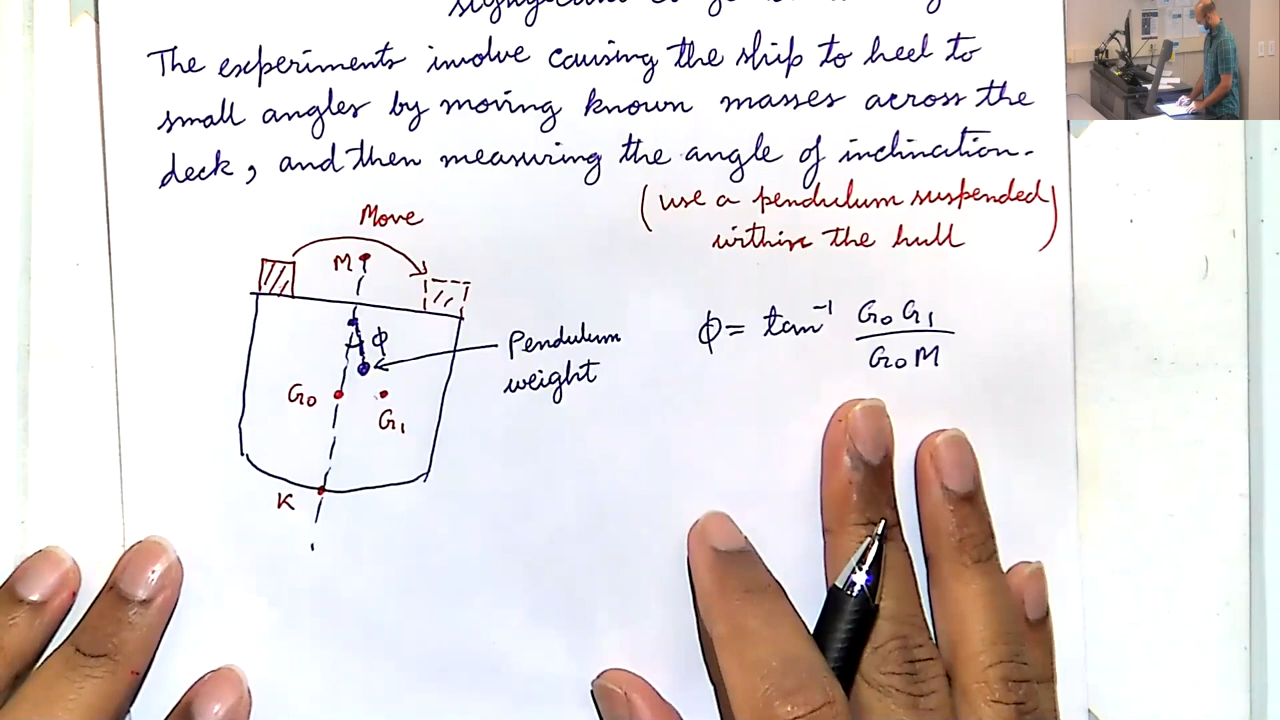 The experiments involve causing the ship to heel to
small angles by moving known masses across the
deck, and then measuring the angle of inclination.
(use a pendulum suspended
within the hull)
Move
M
ϕ
Pendulum
weight
G₀
G₁
K
ϕ = tan⁻¹ G₀G₁ / G₀M